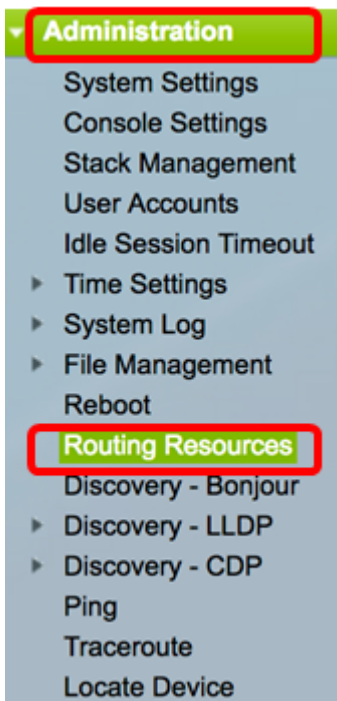 Administration
System Settings
Console Settings
Stack Management
User Accounts
Idle Session Timeout
Time Settings
System Log
File Management
Reboot
Routing Resources
Discovery - Bonjour
Discovery - LLDP
Discovery - CDP
Ping
Traceroute
Locate Device